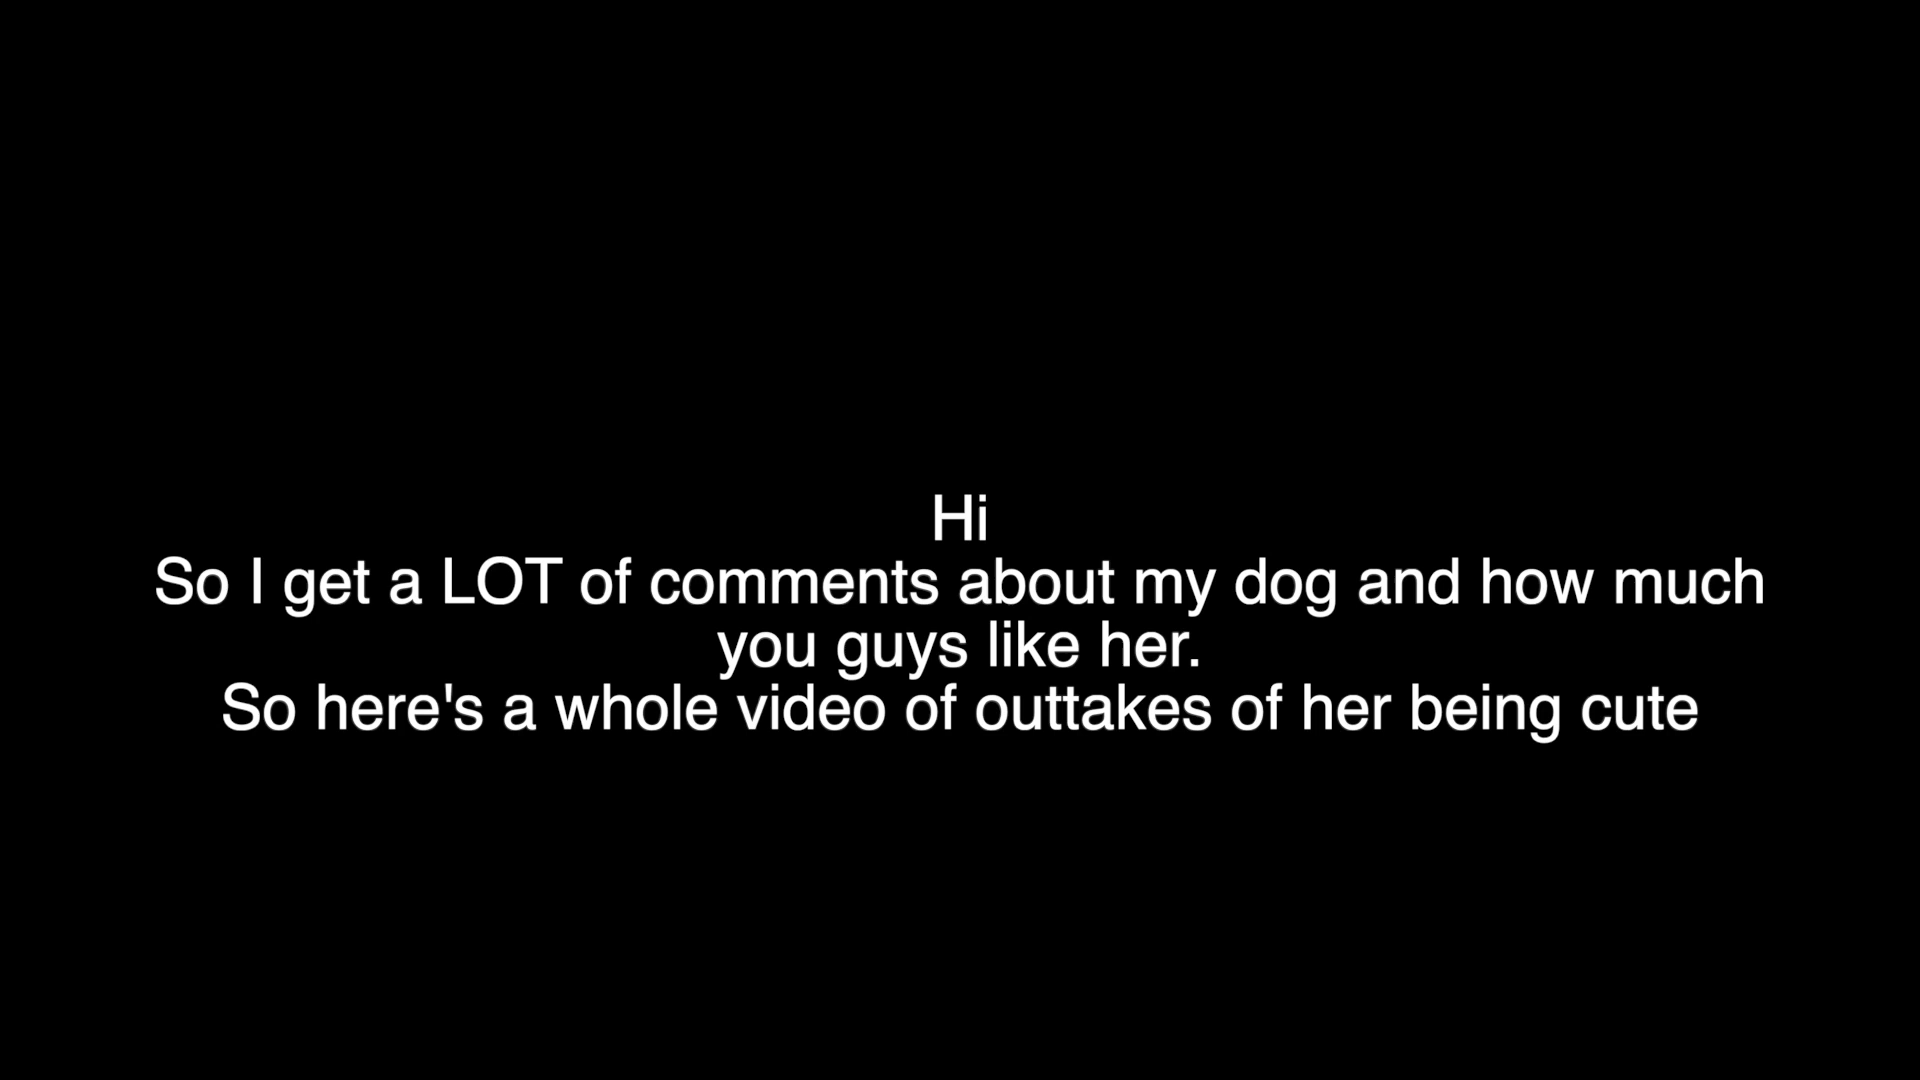 Hi
So I get a LOT of comments about my dog and how much
you guys like her.
So here's a whole video of outtakes of her being cute